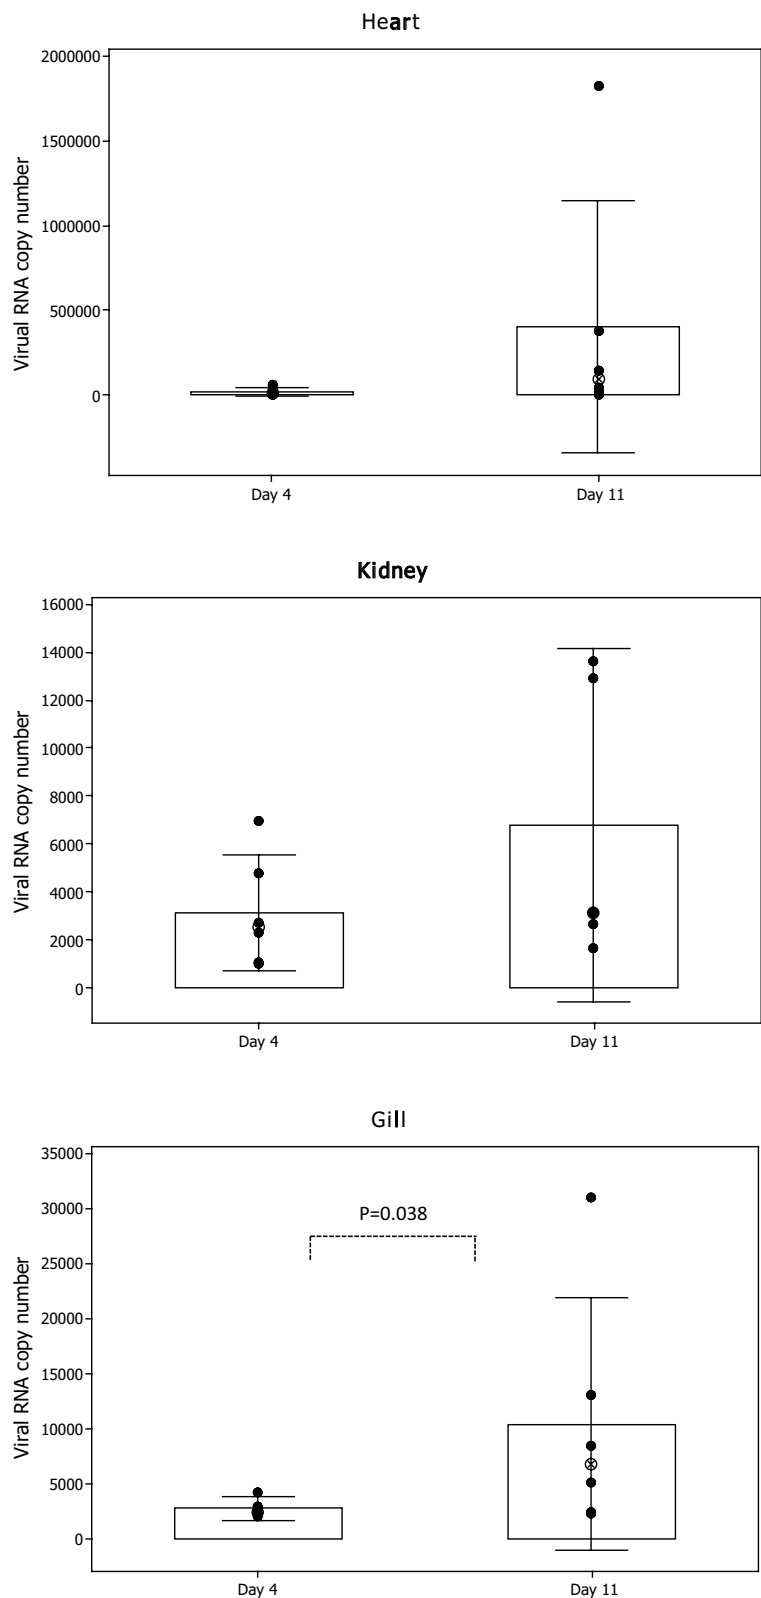 Heart
Virual RNA copy number
2000000
1500000
1000000
500000
0
Day 4 Day 11
Kidney
Viral RNA copy number
16000
14000
12000
10000
8000
6000
4000
2000
0
Day 4 Day 11
Gill
Viral RNA copy number
35000
30000
25000
20000
15000
10000
5000
0
P=0.038
Day 4 Day 11